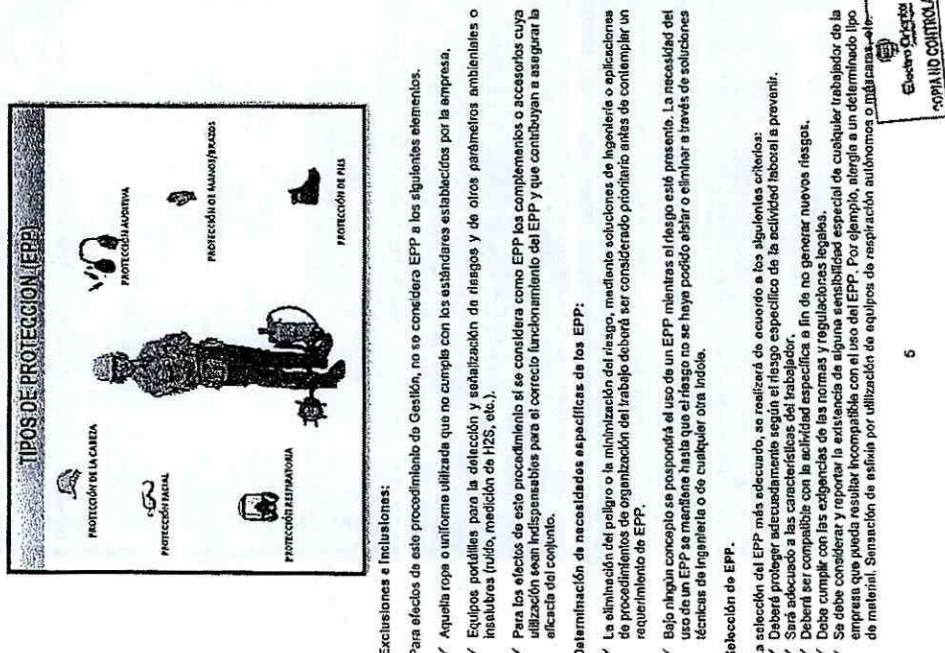 TIPOS DE PROTECCION (EPP)
PROTECCIÓN DE LA CABEZA
PROTECCIÓN AUDITIVA
PROTECCIÓN FACIAL
PROTECCIÓN DE MANOS/BRAZOS
PROTECCIÓN RESPIRATORIA
PROTECCIÓN DE PIES
Exclusiones e Inclusiones:
Para efectos de este procedimiento de Gestión, no se considera EPP a los siguientes elementos.
✓ Aquella ropa o uniforme utilizada que no cumpla con los estándares establecidos por la empresa,
✓ Equipos portátiles para la detección y señalización de riesgos y de otros parámetros ambientales o
insalubres (ruido, medición de H2S, etc.).
✓ Para los efectos de este procedimiento si se considera como EPP los complementos o accesorios cuya
utilización sean indispensables para el correcto funcionamiento del EPP y que contribuyan a asegurar la
eficacia del conjunto.
Determinación de necesidades específicas de los EPP:
✓ La eliminación del peligro o la minimización del riesgo, mediante soluciones de ingeniería o aplicaciones
de procedimientos de organización del trabajo deberá ser considerado prioritario antes de contemplar un
requerimiento de EPP.
✓ Bajo ningún concepto se pospondrá el uso de un EPP mientras el riesgo esté presente. La necesidad del
uso de un EPP se mantiene hasta que el riesgo no se haya podido aislar o eliminar a través de soluciones
técnicas de ingeniería o de cualquier otra índole.
Selección de EPP.
La selección del EPP más adecuado, se realizará de acuerdo a los siguientes criterios:
✓ Deberá proteger adecuadamente según el riesgo específico de la actividad laboral a prevenir.
✓ Será adecuado a las características del trabajador.
✓ Deberá ser compatible con la actividad específica a fin de no generar nuevos riesgos.
✓ Debe cumplir con las exigencias de las normas y regulaciones legales.
✓ Se debe considerar y reportar la existencia de alguna sensibilidad especial de cualquier trabajador de la
empresa que pueda resultar incompatible con el uso del EPP. Por ejemplo, alergia a un determinado tipo
de material. Sensación de asfixia por utilización de equipos de respiración autónomos o máscaras, etc.
5
Electro Oriente
COPIA NO CONTROLA